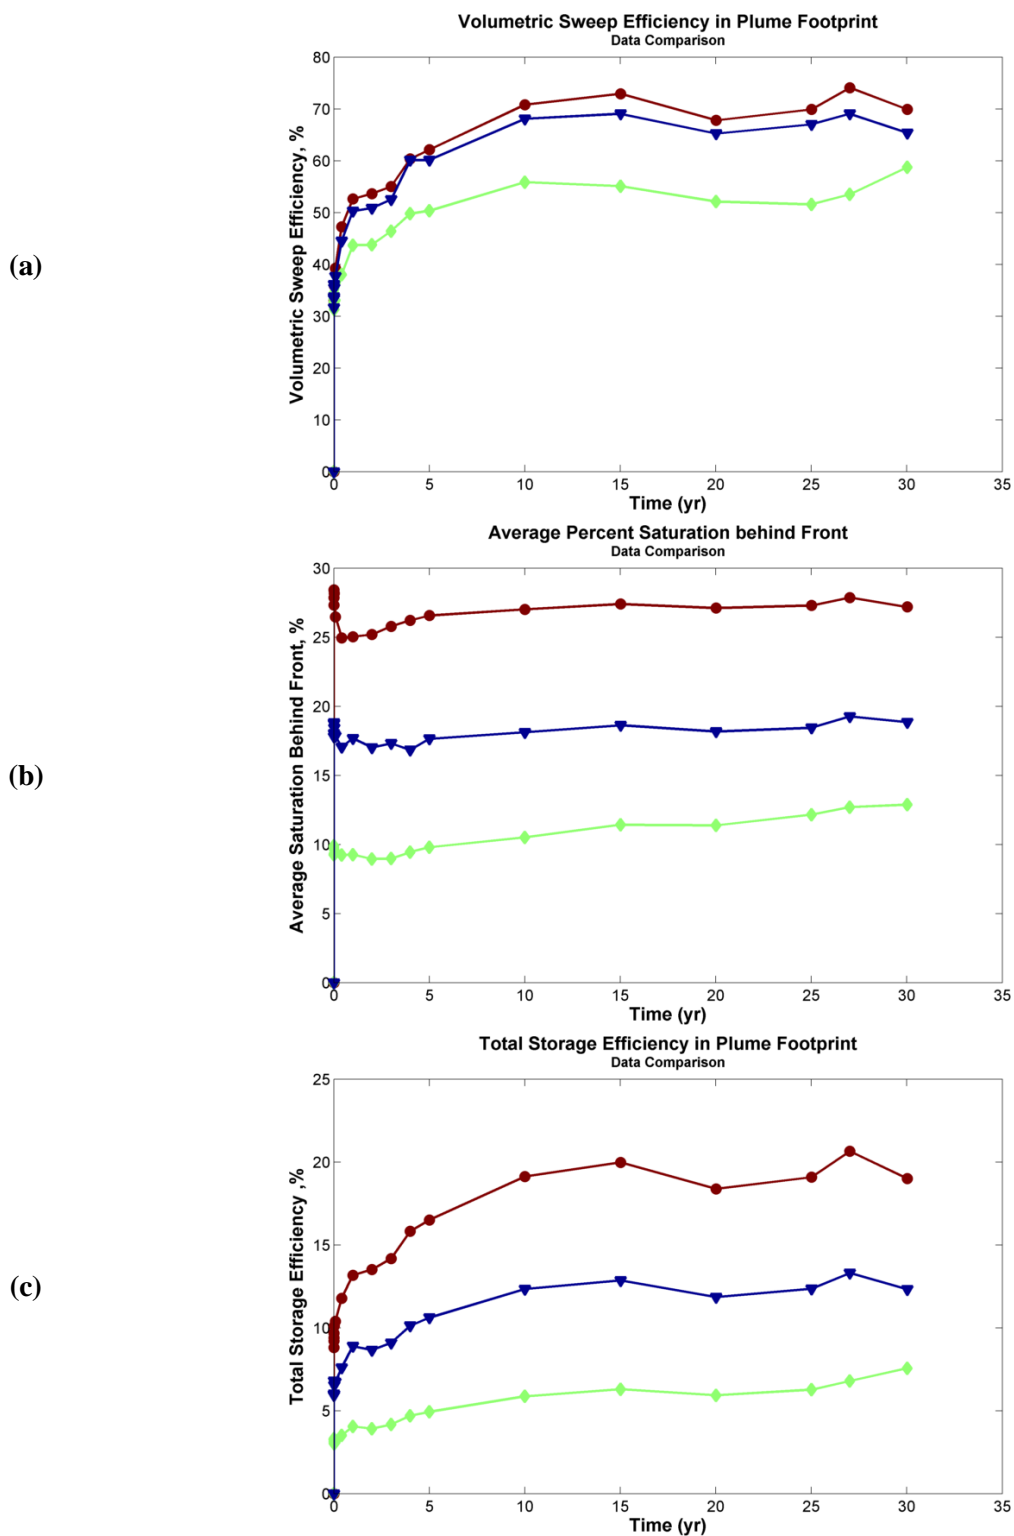 Volumetric Sweep Efficiency in Plume Footprint
Data Comparison
80
70
60
50
40
30
20
10
0
Volumetric Sweep Efficiency, %
(a)
0 5 10 15 20 25 30 35
Time (yr)
Average Percent Saturation behind Front
Data Comparison
30
25
20
15
10
5
0
Average Saturation Behind Front, %
(b)
0 5 10 15 20 25 30 35
Time (yr)
Total Storage Efficiency in Plume Footprint
Data Comparison
25
20
15
10
5
0
Total Storage Efficiency ,%
(c)
0 5 10 15 20 25 30 35
Time (yr)